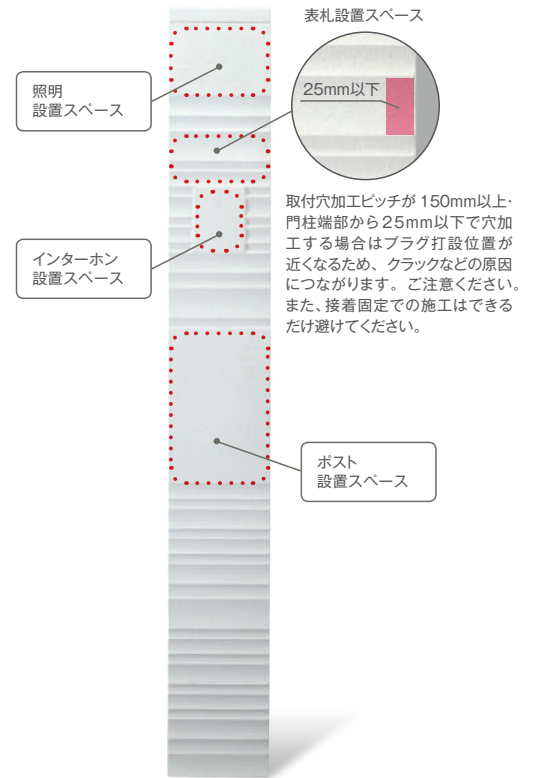 表札設置スペース
照明
設置スペース
25mm以下
取付穴加工ピッチが150mm以上・
門柱端部から25mm以下で穴加
工する場合はプラグ打設位置が
近くなるため、クラックなどの原因
につながります。ご注意ください。
また、接着固定での施工はできる
だけ避けてください。
インターホン
設置スペース
ポスト
設置スペース